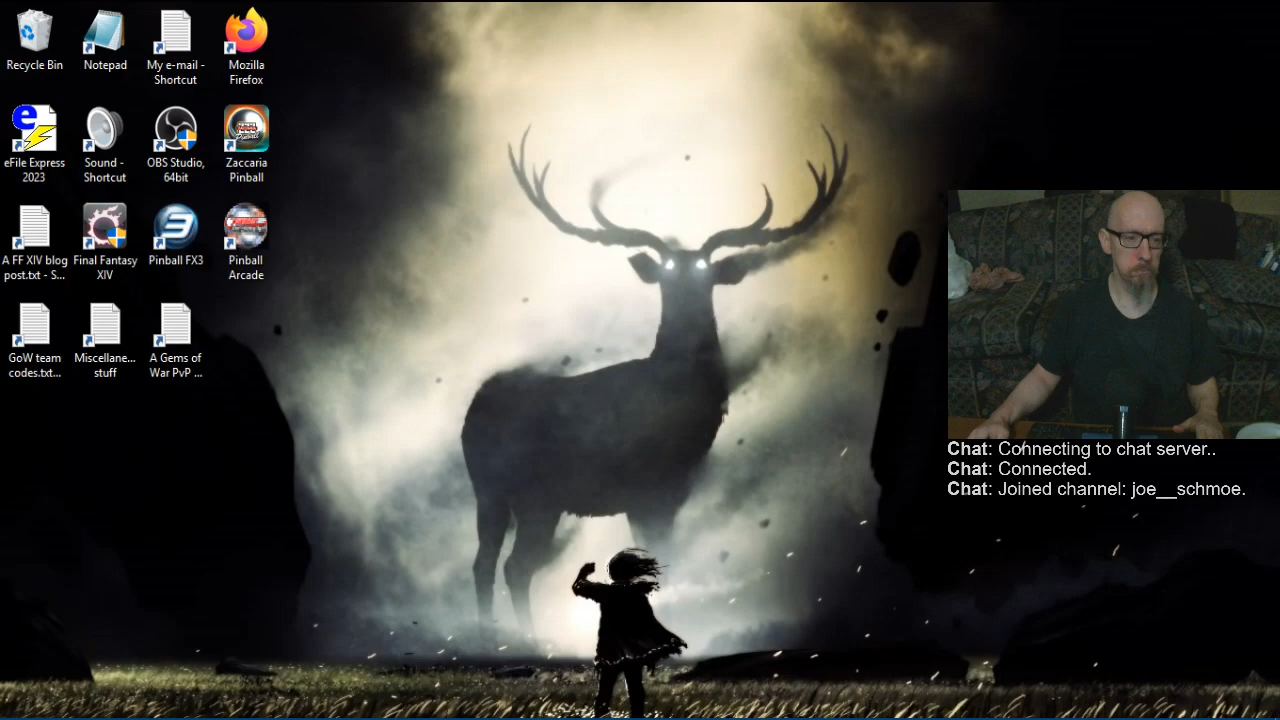 Recycle Bin
Notepad
My e-mail -
Shortcut
Mozilla
Firefox
eFile Express
2023
Sound -
Shortcut
OBS Studio,
64bit
Zaccaria
Pinball
A FF XIV blog
post.txt - S...
Final Fantasy
XIV
Pinball FX3
Pinball
Arcade
GoW team
codes.txt...
Miscellane...
stuff
A Gems of
War PvP ...
Chat: Connecting to chat server..
Chat: Connected.
Chat: Joined channel: joe__schmoe.